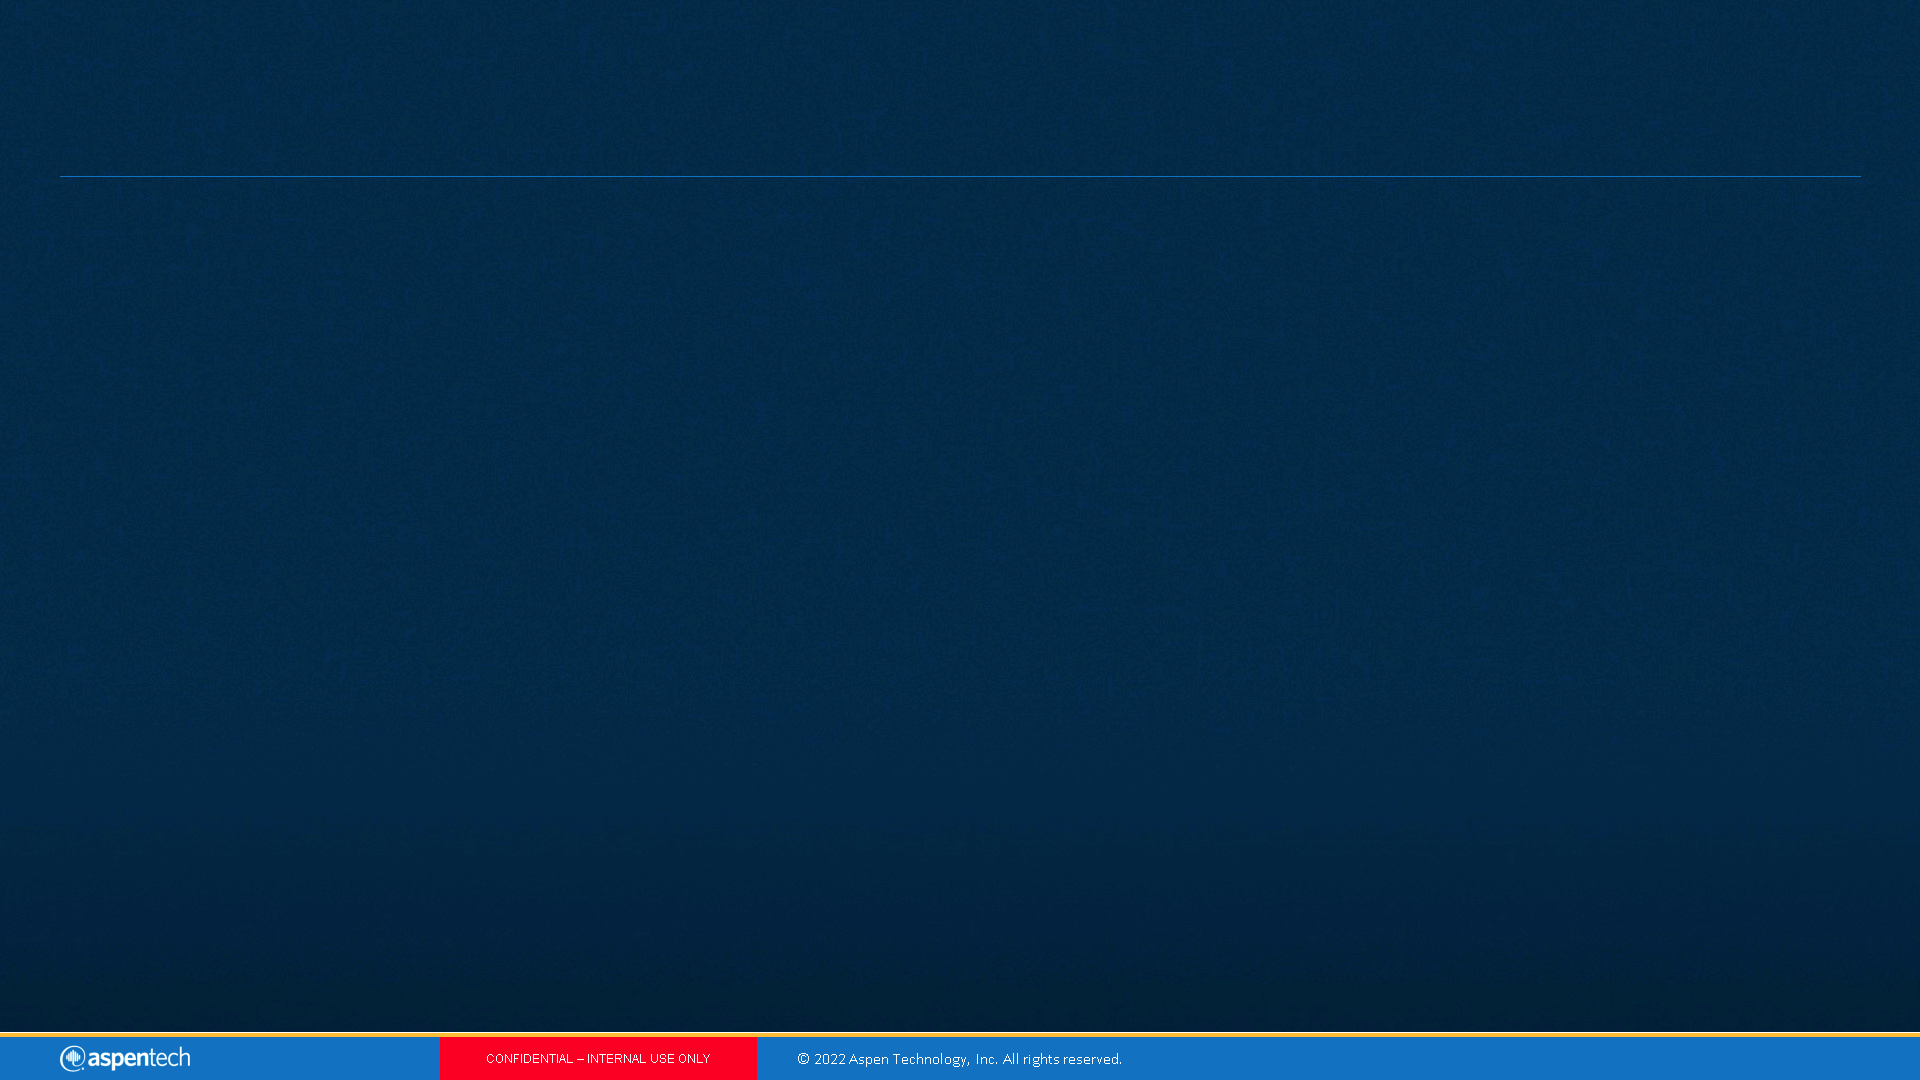 aspentech
CONFIDENTIAL – INTERNAL USE ONLY
© 2022 Aspen Technology, Inc. All rights reserved.